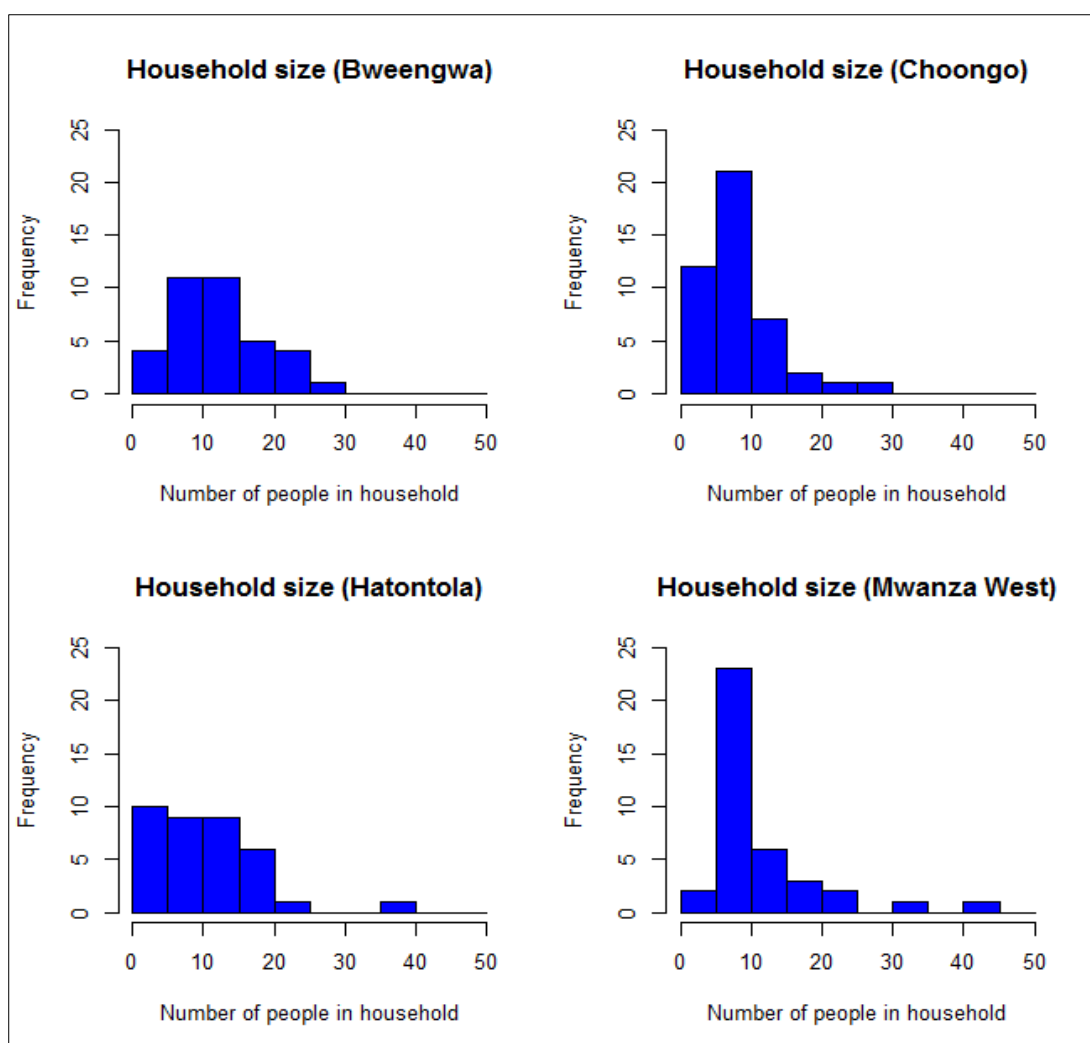 Household size (Bweengwa)
25
20
15
10
5
0
Frequency
0 10 20 30 40 50
Number of people in household
Household size (Choongo)
25
20
15
10
5
0
Frequency
0 10 20 30 40 50
Number of people in household
Household size (Hatontola)
25
20
15
10
5
0
Frequency
0 10 20 30 40 50
Number of people in household
Household size (Mwanza West)
25
20
15
10
5
0
Frequency
0 10 20 30 40 50
Number of people in household